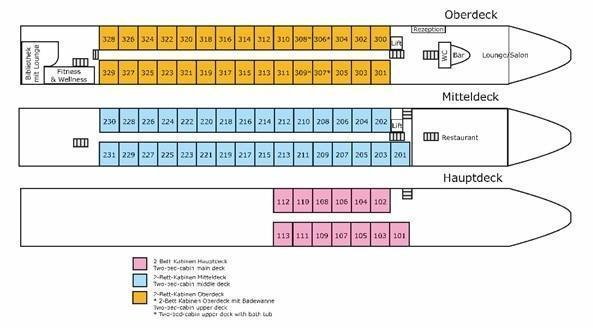 Oberdeck
328 326 324 322 320 318 316 314 312 310 308* 306* 304 302 300
Rezeption
Lift
Bibliothek
mit Lounge
Fitness
& Wellness
WC
Bar
Lounge/Salon
329 327 325 321 320 319 317 315 313 311 309* 307* 305 303 301
Mitteldeck
230 228 226 224 222 220 218 216 214 212 210 208 206 204 202
Lift
Restaurant
231 229 227 225 223 221 219 217 215 213 211 209 207 205 203 201
Hauptdeck
112 110 108 106 104 102
113 111 109 107 105 103 101
2 Bett Kabinen Hauptdeck
Two-bed-cabin main deck
2-Bett-Kabinen Mitteldeck
Two-bed-cabin middle deck
2-Bett-Kabinen Oberdeck
* 2-Bett Kabinen Oberdeck mit Badewanne
Two-bed-cabin upper deck
* Two-bed-cabin upper deck with bath tub